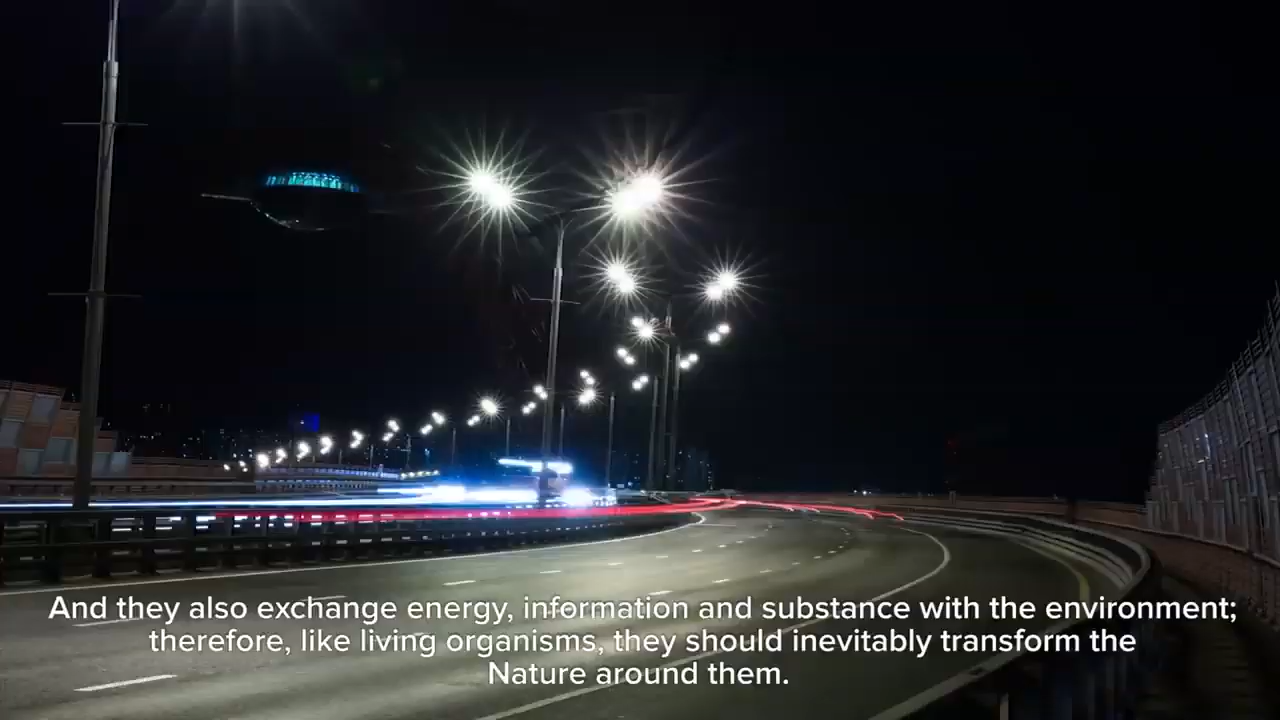 And they also exchange energy, information and substance with the environment;
therefore, like living organisms, they should inevitably transform the
Nature around them.